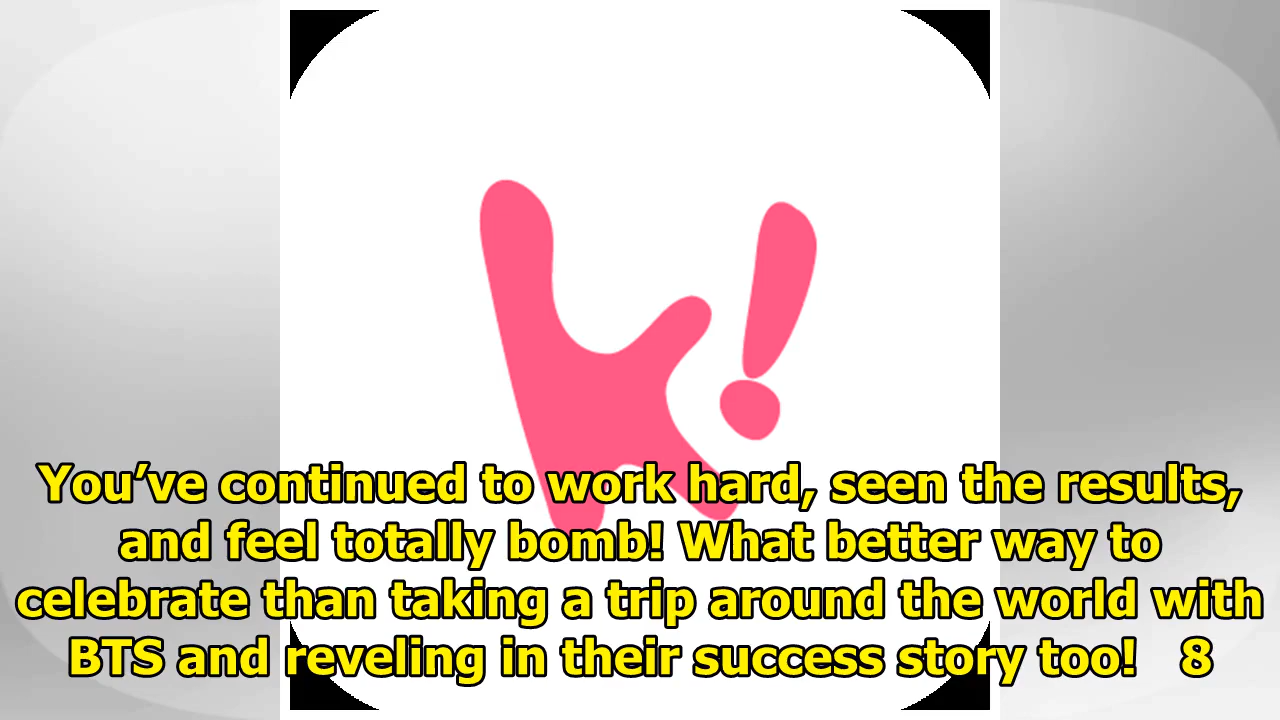 k!
You’ve continued to work hard, seen the results,
and feel totally bomb! What better way to
celebrate than taking a trip around the world with
BTS and reveling in their success story too!   8